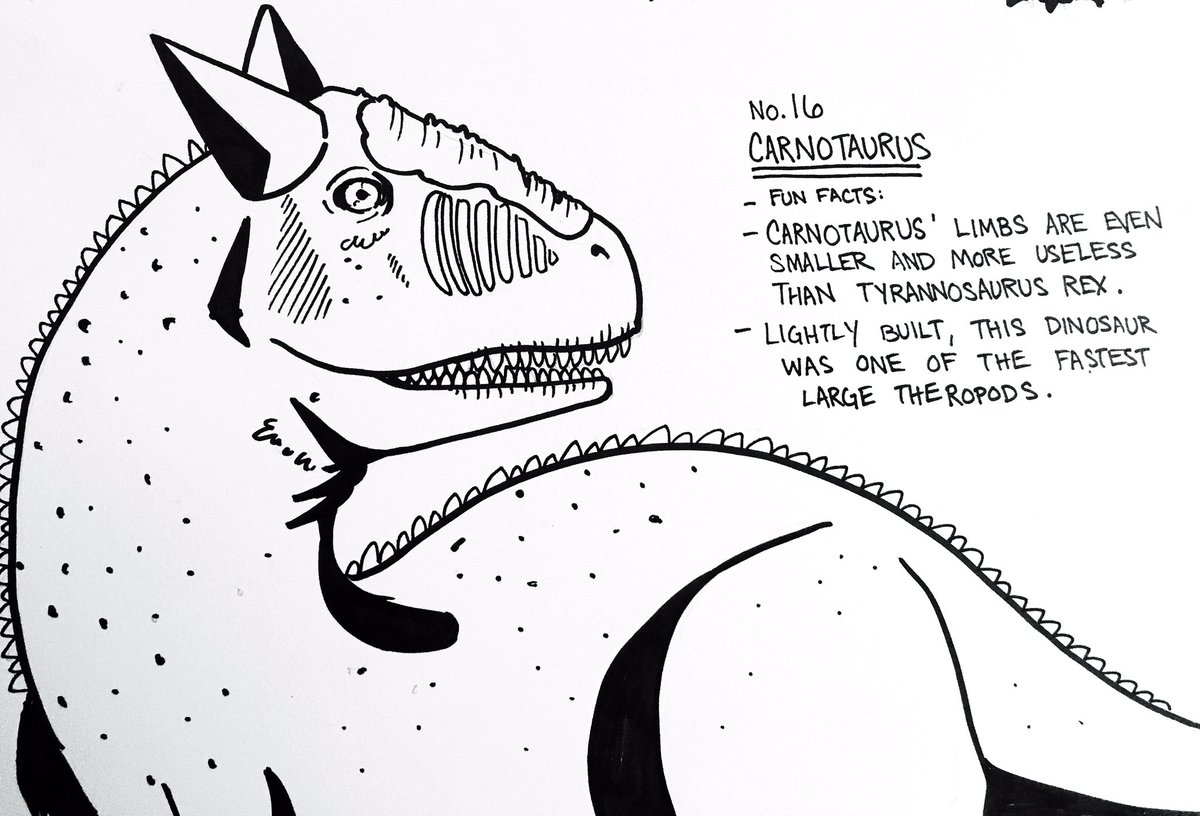 NO. 16
CARNOTAURUS
- FUN FACTS:
- CARNOTAURUS' LIMBS ARE EVEN
SMALLER AND MORE USELESS
THAN TYRANNOSAURUS REX.
- LIGHTLY BUILT, THIS DINOSAUR
WAS ONE OF THE FASTEST
LARGE THEROPODS.